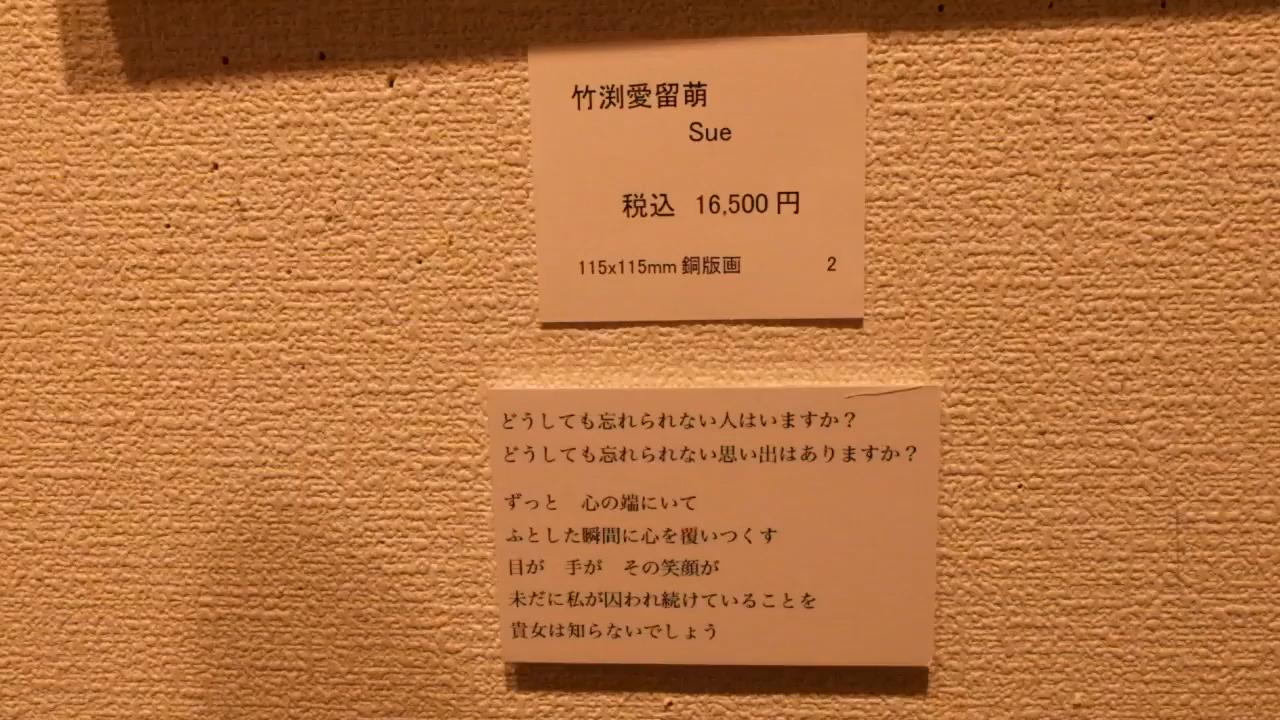 竹渕愛留萌
Sue
税込 16,500 円
115x115mm 銅版画 2
どうしても忘れられない人はいますか？
どうしても忘れられない思い出はありますか？
ずっと　心の端にいて
ふとした瞬間に心を覆いつくす
目が　手が　その笑顔が
未だに私が囚われ続けていることを
貴女は知らないでしょう